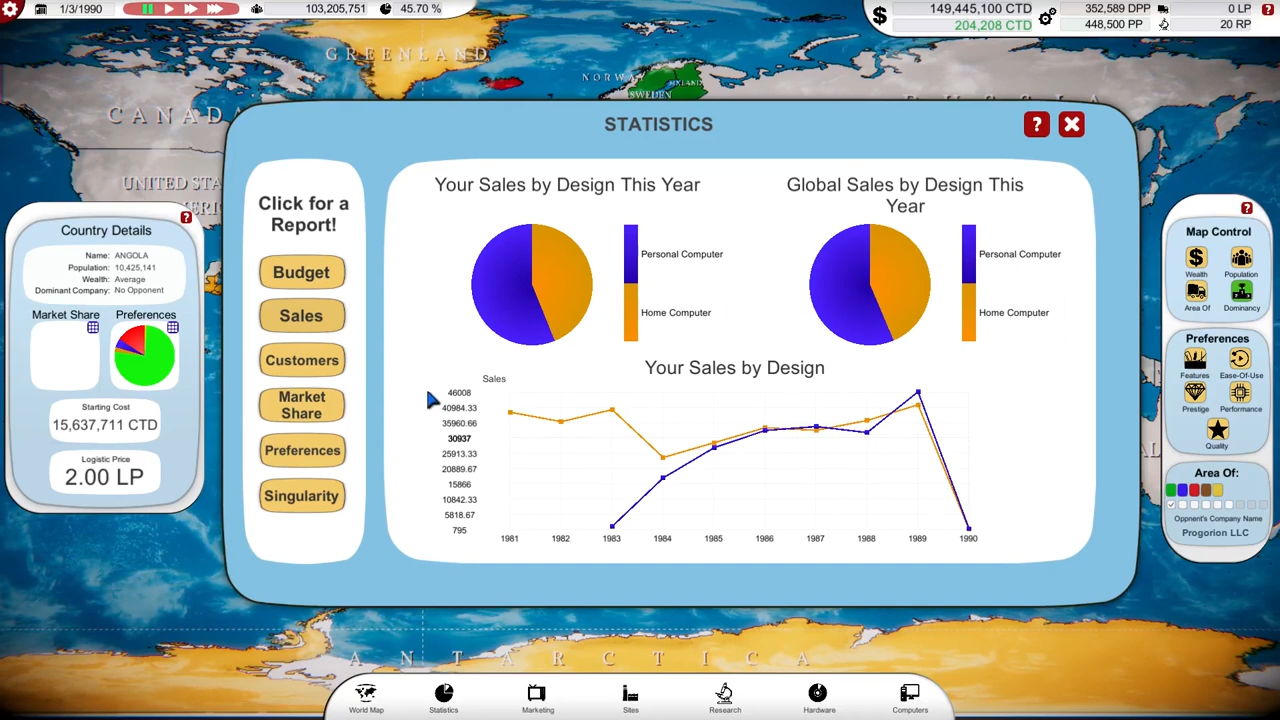 1/3/1990
103,205,751
45.70 %
149,445,100 CTD
204,208 CTD
352,589 DPP
448,500 PP
0 LP
20 RP
?
GREENLAND
NORWAY
FINLAND
SWEDEN
CANADA
UNITED STA
STATISTICS
?
Click for a
Report!
Budget
Sales
Customers
Market
Share
Preferences
Singularity
Your Sales by Design This Year
Personal Computer
Home Computer
Global Sales by Design This
Year
Personal Computer
Home Computer
Your Sales by Design
Sales
46008
40984.33
35960.66
30937
25913.33
20889.67
15866
10842.33
5818.67
795
1981
1982
1983
1984
1985
1986
1987
1988
1989
1990
?
Country Details
Name: ANGOLA
Population: 10,425,141
Wealth: Average
Dominant Company: No Opponent
Market Share
Preferences
Starting Cost
15,637,711 CTD
Logistic Price
2.00 LP
?
Map Control
Wealth
Population
Area Of
Dominancy
Preferences
Features
Ease-Of-Use
Prestige
Performance
Quality
Area Of:
Oppnent's Company Name
Progorion LLC
ANTARCTICA
World Map
Statistics
Marketing
Sites
Research
Hardware
Computers